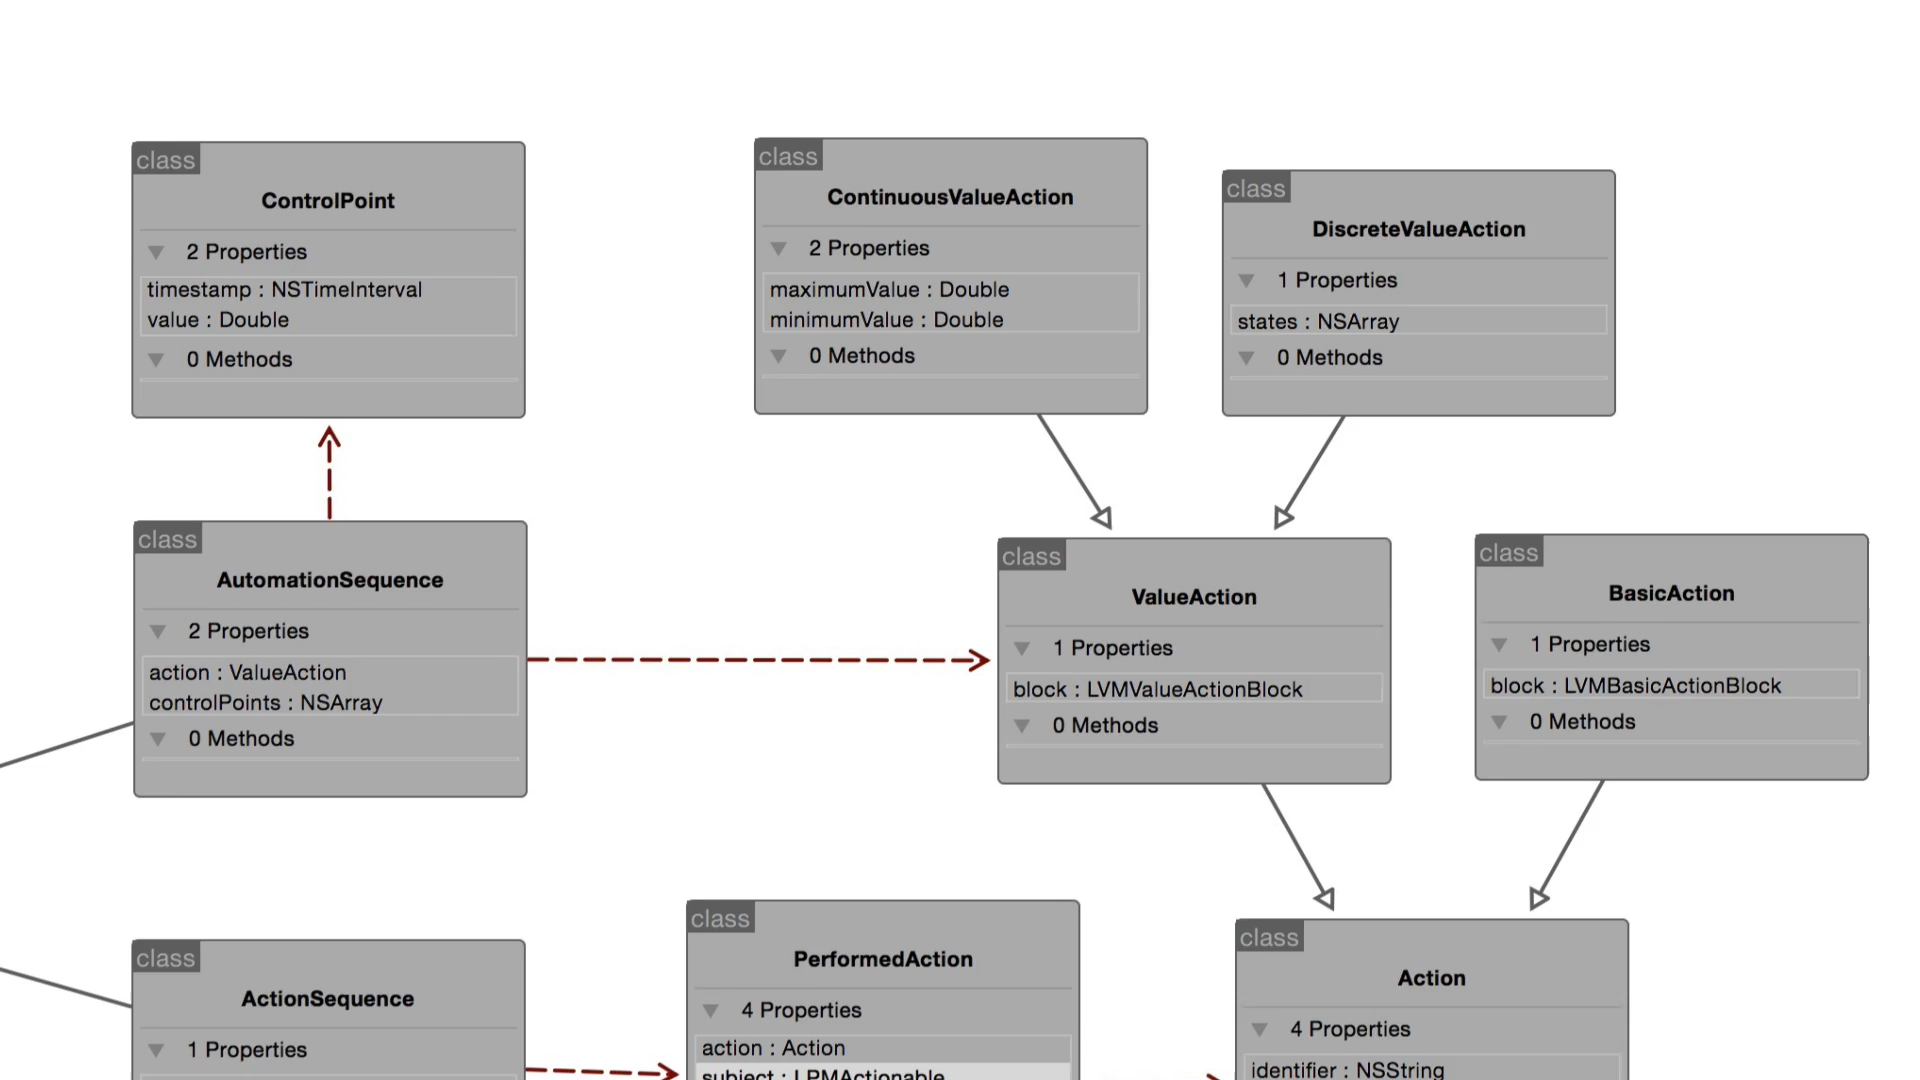 class
ControlPoint
2 Properties
timestamp : NSTimeInterval
value : Double
0 Methods
class
ContinuousValueAction
2 Properties
maximumValue : Double
minimumValue : Double
0 Methods
class
DiscreteValueAction
1 Properties
states : NSArray
0 Methods
class
AutomationSequence
2 Properties
action : ValueAction
controlPoints : NSArray
0 Methods
class
ValueAction
1 Properties
block : LVMValueActionBlock
0 Methods
class
BasicAction
1 Properties
block : LVMBasicActionBlock
0 Methods
class
ActionSequence
1 Properties
class
PerformedAction
4 Properties
action : Action
subject : LPMActionable
class
Action
4 Properties
identifier : NSString